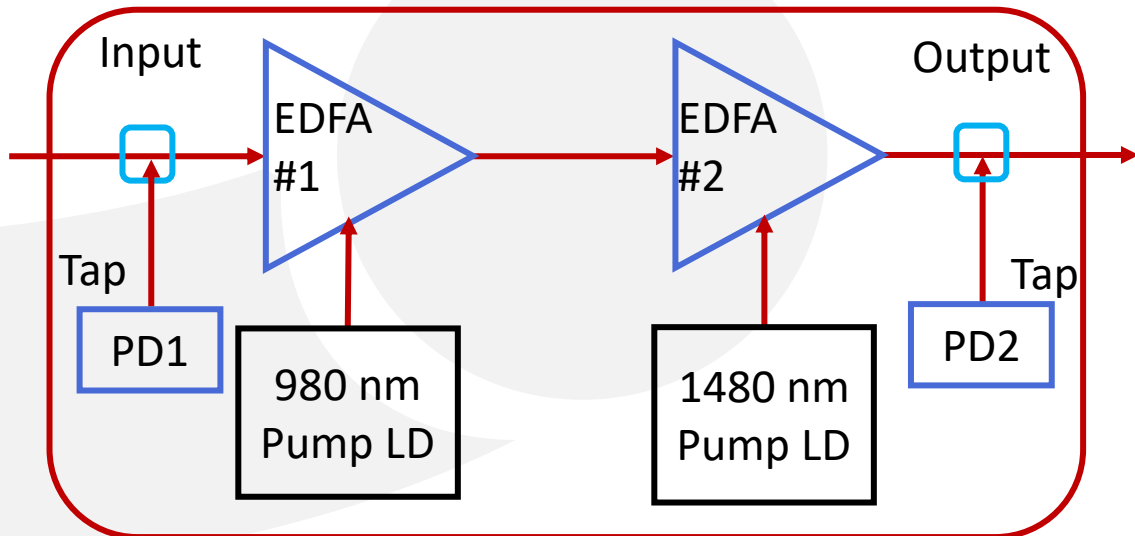 Input
Output
EDFA
#1
EDFA
#2
Tap
Tap
PD1
PD2
980 nm
Pump LD
1480 nm
Pump LD